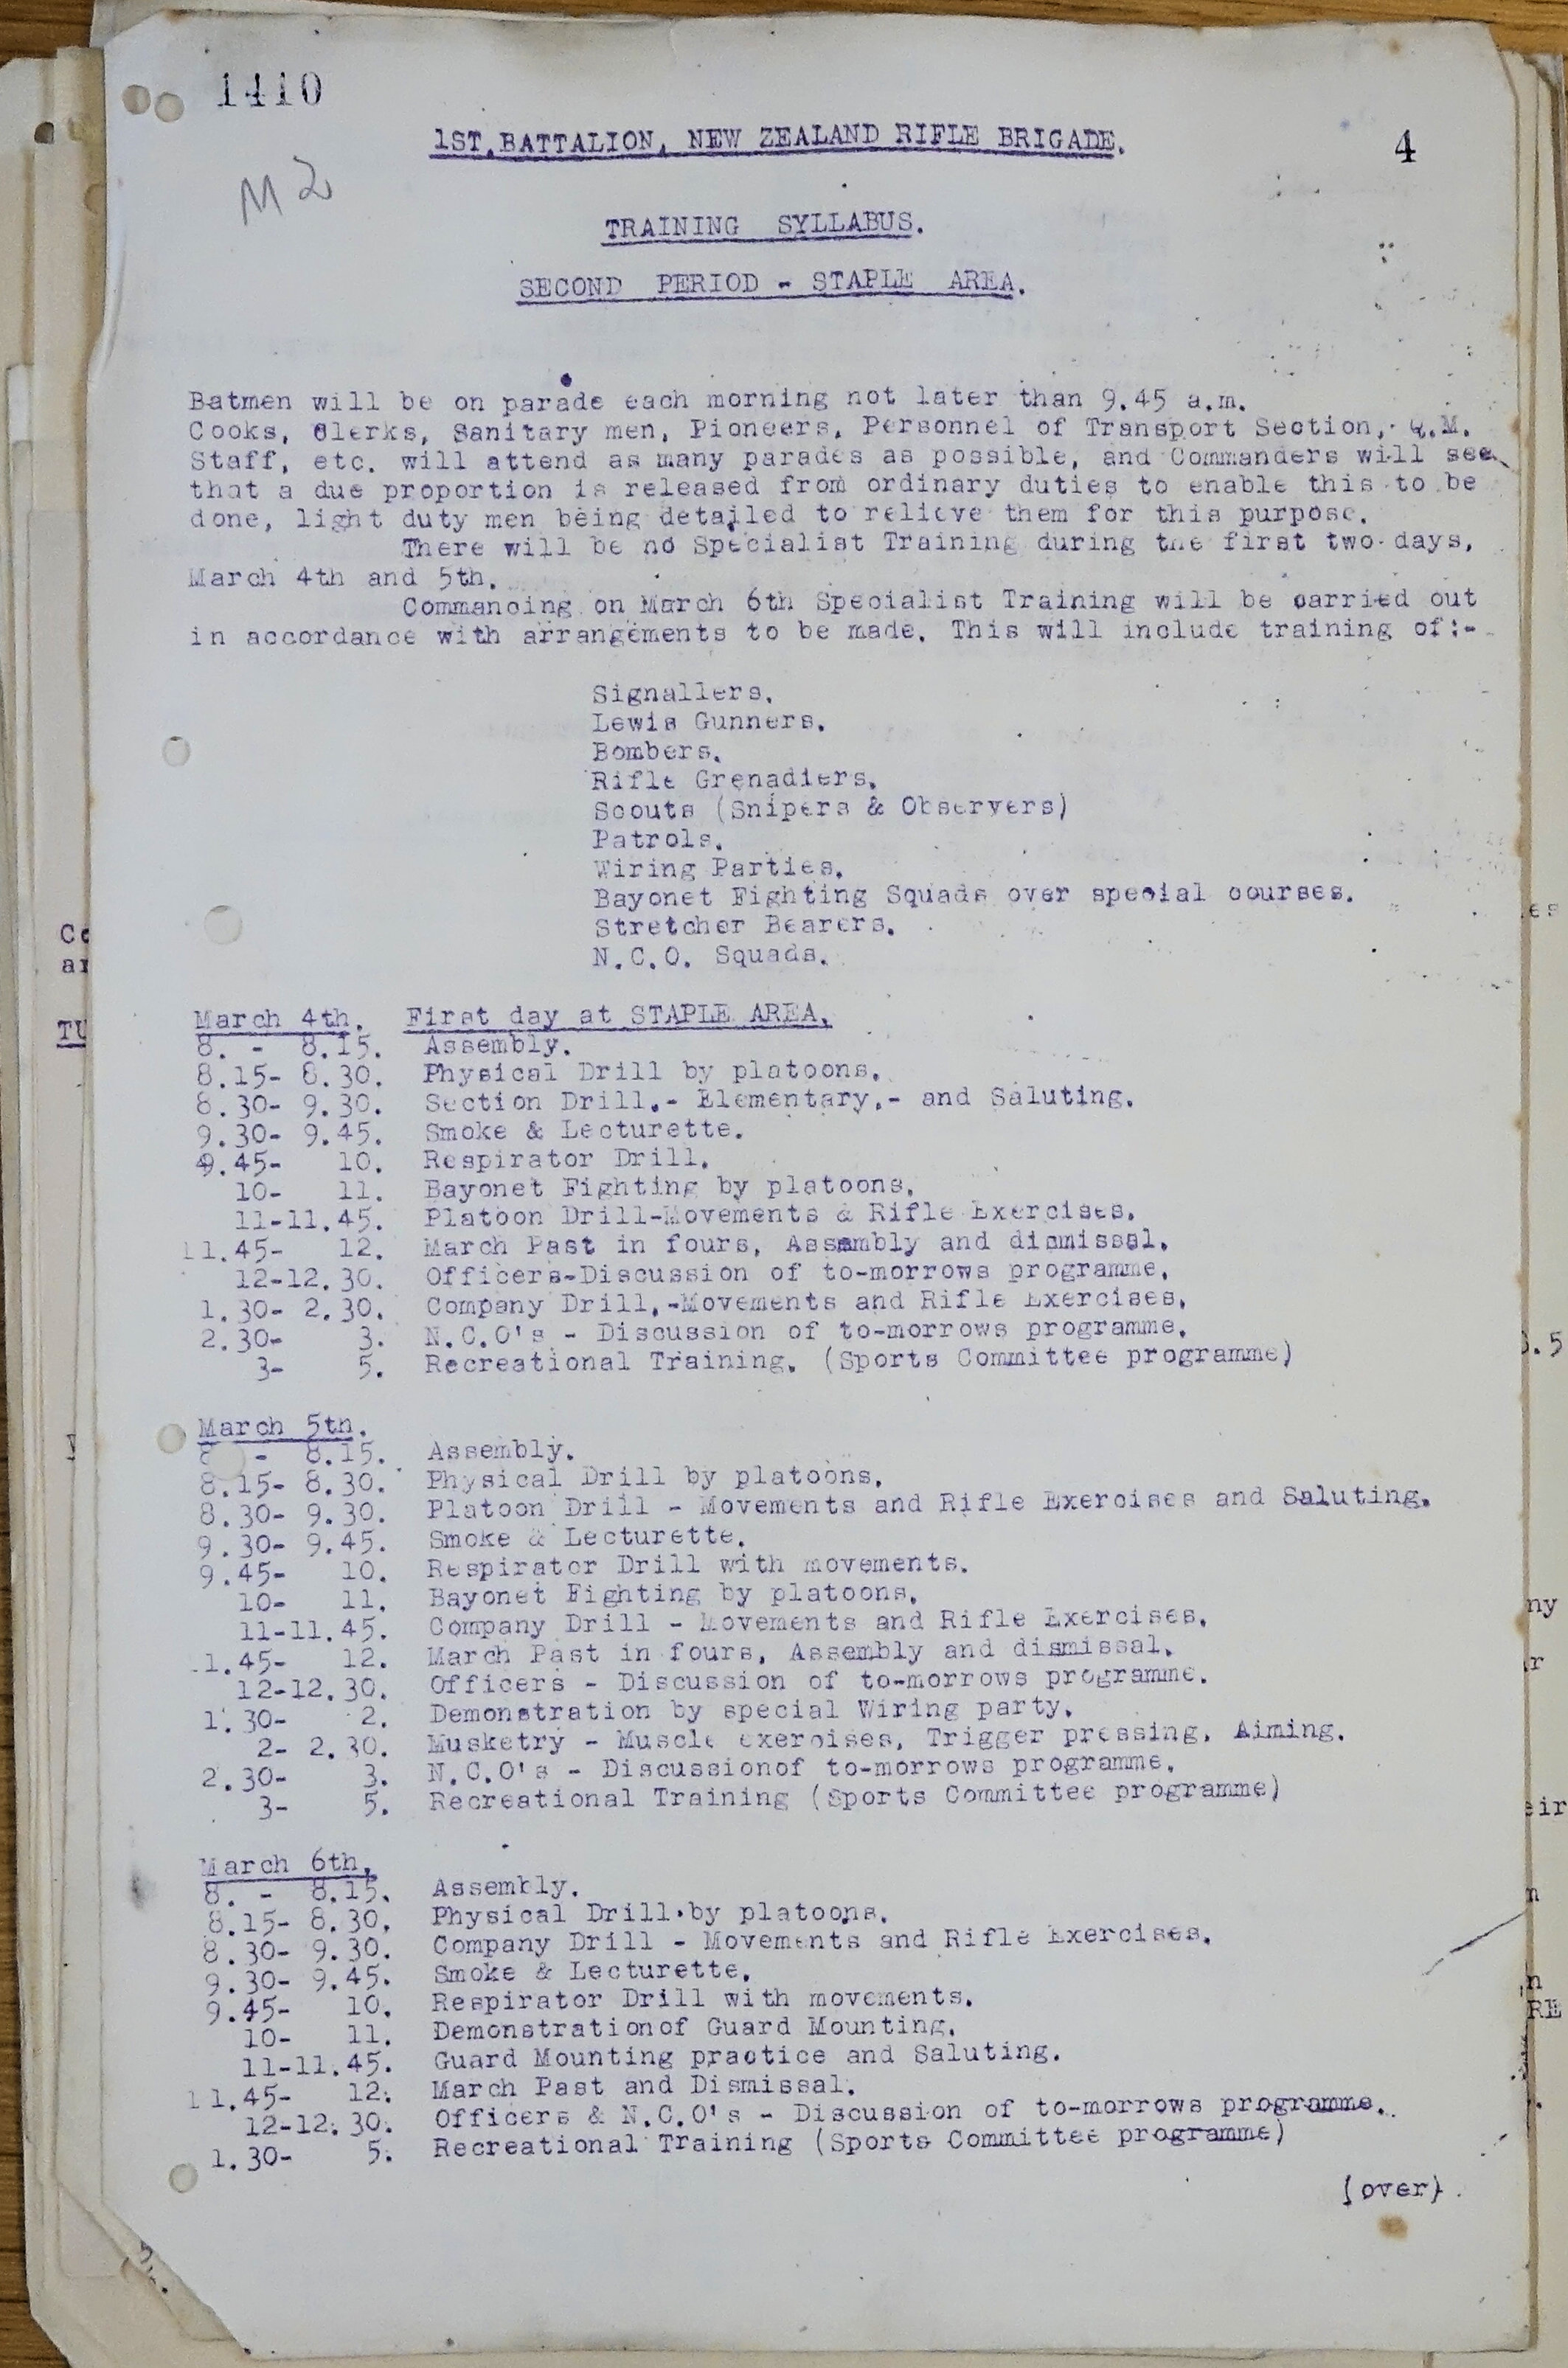 1410
1ST. BATTALION, NEW ZEALAND RIFLE BRIGADE.
4
M 2
TRAINING SYLLABUS.
SECOND PERIOD - STAPLE AREA.
Batmen will be on parade each morning not later than 9.45 a.m.
Cooks, Clerks, Sanitary men, Pioneers, Personnel of Transport Section, Q.M.
Staff, etc. will attend as many parades as possible, and Commanders will see
that a due proportion is released from ordinary duties to enable this to be
done, light duty men being detailed to relieve them for this purpose.
There will be no Specialist Training during the first two days,
March 4th and 5th.
Commancing on March 6th Specialist Training will be carried out
in accordance with arrangements to be made. This will include training of:-
Signallers.
Lewis Gunners.
Bombers.
Rifle Grenadiers.
Scouts (Snipers & Observers)
Patrols.
Wiring Parties.
Bayonet Fighting Squads over special courses.
Stretcher Bearers.
N.C.O. Squads.
March 4th. First day at STAPLE AREA.
8. - 8.15. Assembly.
8.15- 8.30. Physical Drill by platoons.
8.30- 9.30. Section Drill.- Elementary.- and Saluting.
9.30- 9.45. Smoke & Lecturette.
9.45- 10. Respirator Drill.
10- 11. Bayonet Fighting by platoons.
11-11.45. Platoon Drill-Movements & Rifle Exercises.
11.45- 12. March Past in fours, Assembly and dismissal.
12-12.30. Officers-Discussion of to-morrows programme.
1.30- 2.30. Company Drill,-Movements and Rifle Exercises.
2.30- 3. N.C.O's - Discussion of to-morrows programme.
3- 5. Recreational Training. (Sports Committee programme)
March 5th.
8 - 8.15. Assembly.
8.15- 8.30. Physical Drill by platoons.
8.30- 9.30. Platoon Drill - Movements and Rifle Exercises and Saluting.
9.30- 9.45. Smoke & Lecturette.
9.45- 10. Respirator Drill with movements.
10- 11. Bayonet Fighting by platoons.
11-11.45. Company Drill - Movements and Rifle Exercises.
1.45- 12. March Past in fours, Assembly and dismissal.
12-12.30. Officers - Discussion of to-morrows programme.
1.30- 2. Demonstration by special Wiring party.
2- 2.30. Musketry - Muscle exercises, Trigger pressing, Aiming.
2.30- 3. N.C.O's - Discussionof to-morrows programme.
3- 5. Recreational Training (Sports Committee programme)
March 6th.
8. - 8.15. Assembly.
8.15- 8.30. Physical Drill by platoons.
8.30- 9.30. Company Drill - Movements and Rifle Exercises.
9.30- 9.45. Smoke & Lecturette.
9.45- 10. Respirator Drill with movements.
10- 11. Demonstrationof Guard Mounting.
11-11.45. Guard Mounting practice and Saluting.
11.45- 12. March Past and Dismissal.
12-12.30. Officers & N.C.O's - Discussion of to-morrows programme.
1.30- 5. Recreational Training (Sports Committee programme)
(over).